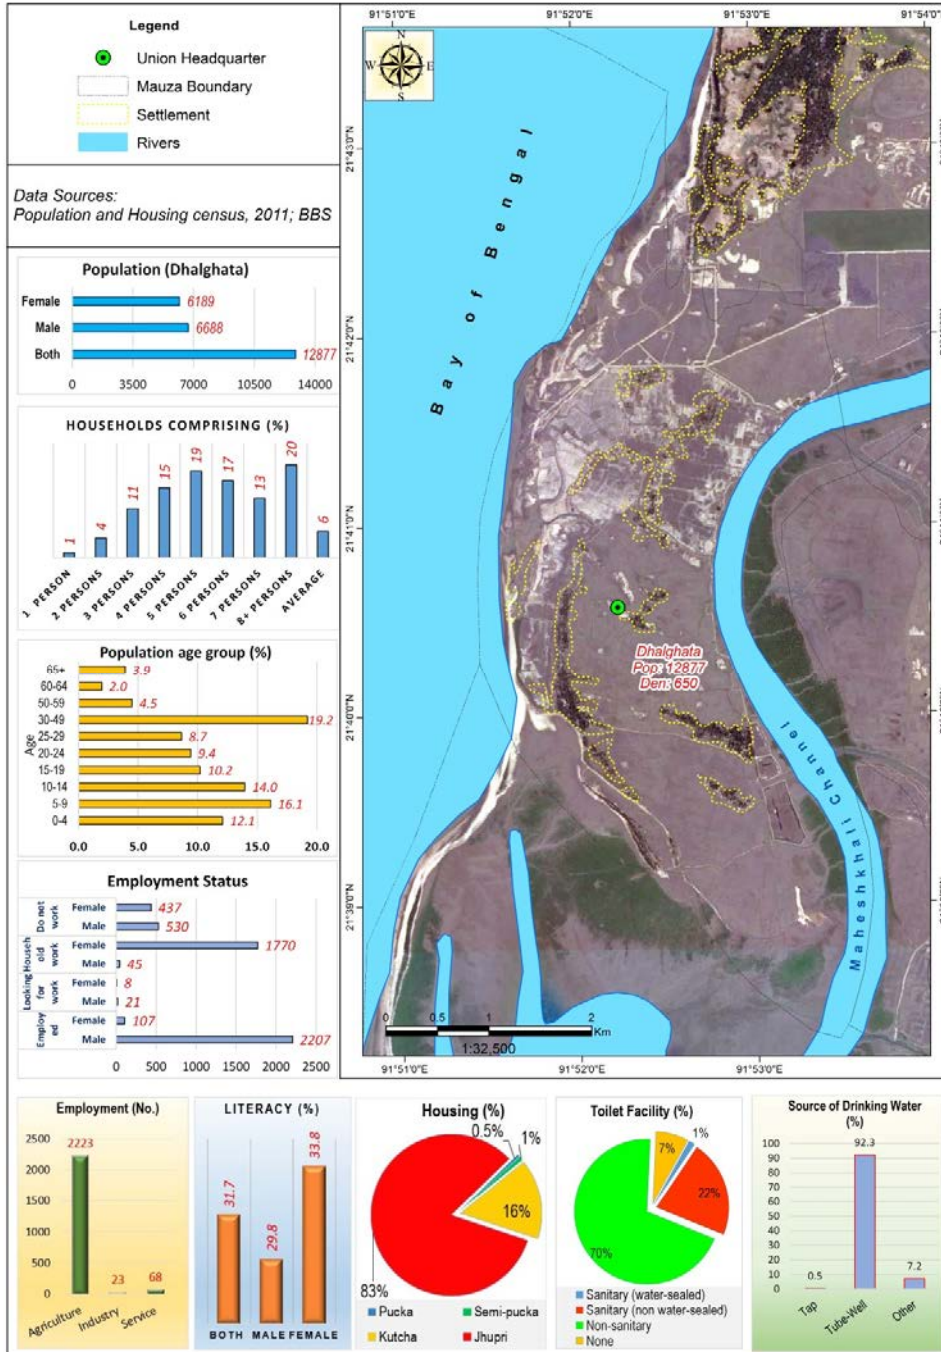 Legend
Union Headquarter
Mauza Boundary
Settlement
Rivers
Data Sources:
Population and Housing census, 2011; BBS
Population (Dhalghata)
Female 6189
Male 6688
Both 12877
0 3500 7000 10500 14000
HOUSEHOLDS COMPRISING (%)
1 4 11 15 19 17 13 20 6
1 PERSON
2 PERSONS
3 PERSONS
4 PERSONS
5 PERSONS
6 PERSONS
7 PERSONS
8+ PERSONS
AVERAGE
Population age group (%)
Age
65+ 3.9
60-64 2.0
50-59 4.5
30-49 19.2
25-29 8.7
20-24 9.4
15-19 10.2
10-14 14.0
5-9 16.1
0-4 12.1
0.0 5.0 10.0 15.0 20.0
Employment Status
Do not work
Female 437
Male 530
Househ old work
Female 1770
Male 45
Looking for work
Female 8
Male 21
Employ ed
Female 107
Male 2207
0 500 1000 1500 2000 2500
91°51'0"E 91°52'0"E 91°53'0"E 91°54'0"E
N
W E
S
21°43'0"N
21°42'0"N
21°41'0"N
21°40'0"N
21°39'0"N
Bay of Bengal
Dhalghata
Pop: 12877
Den: 650
Maheshkhali Channel
0 0.5 1 2
Km
1:32,500
91°51'0"E 91°52'0"E 91°53'0"E
Employment (No.)
2500
2000
1500
1000
500
0
2223 23 68
Agriculture Industry Service
LITERACY (%)
31.7 29.8 33.8
BOTH MALE FEMALE
Housing (%)
0.5% 1%
16%
83%
Pucka Semi-pucka
Kutcha Jhupri
Toilet Facility (%)
7% 1%
22%
70%
Sanitary (water-sealed)
Sanitary (non water-sealed)
Non-sanitary
None
Source of Drinking Water
(%)
100
90
80
70
60
50
40
30
20
10
0
0.5 92.3 7.2
Tap Tube-Well Other